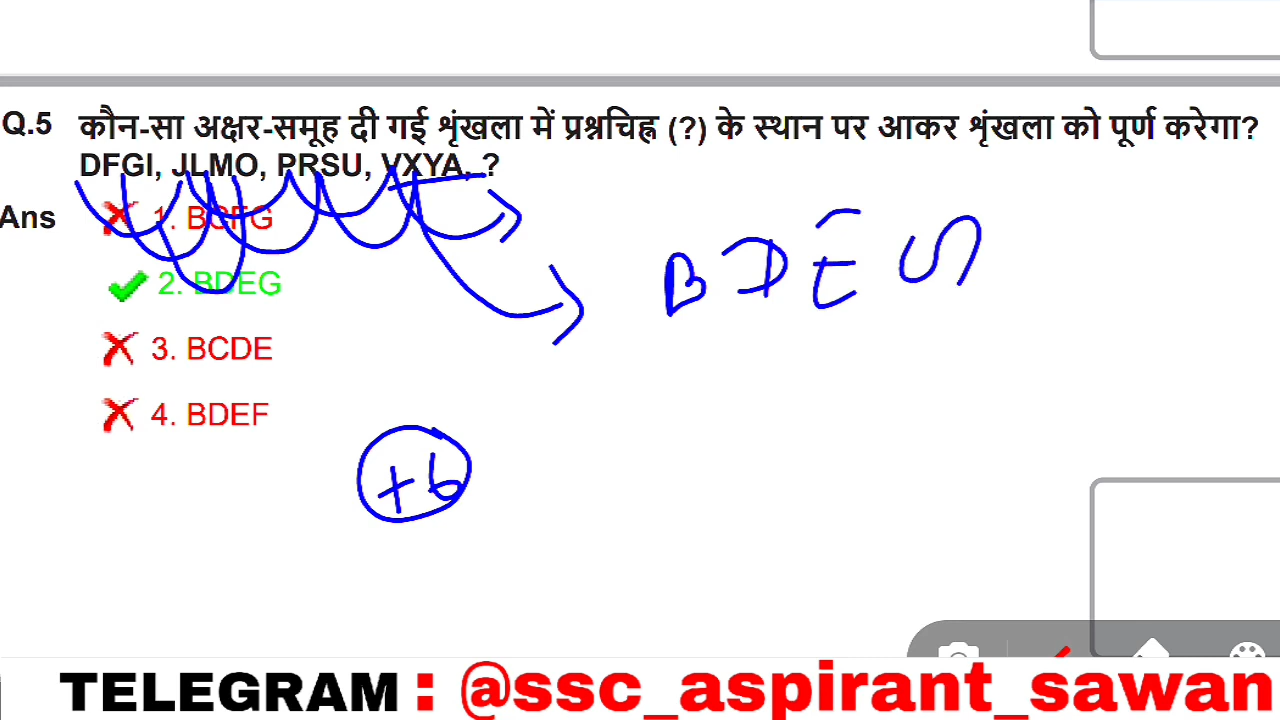 Q.5 कौन-सा अक्षर-समूह दी गई शृंखला में प्रश्नचिह्न (?) के स्थान पर आकर शृंखला को पूर्ण करेगा?
DFGI, JLMO, PRSU, VXYA, ?
Ans 1. BCFG
2. BDEG
3. BCDE
4. BDEF
B D E G
+6
TELEGRAM : @ssc_aspirant_sawan